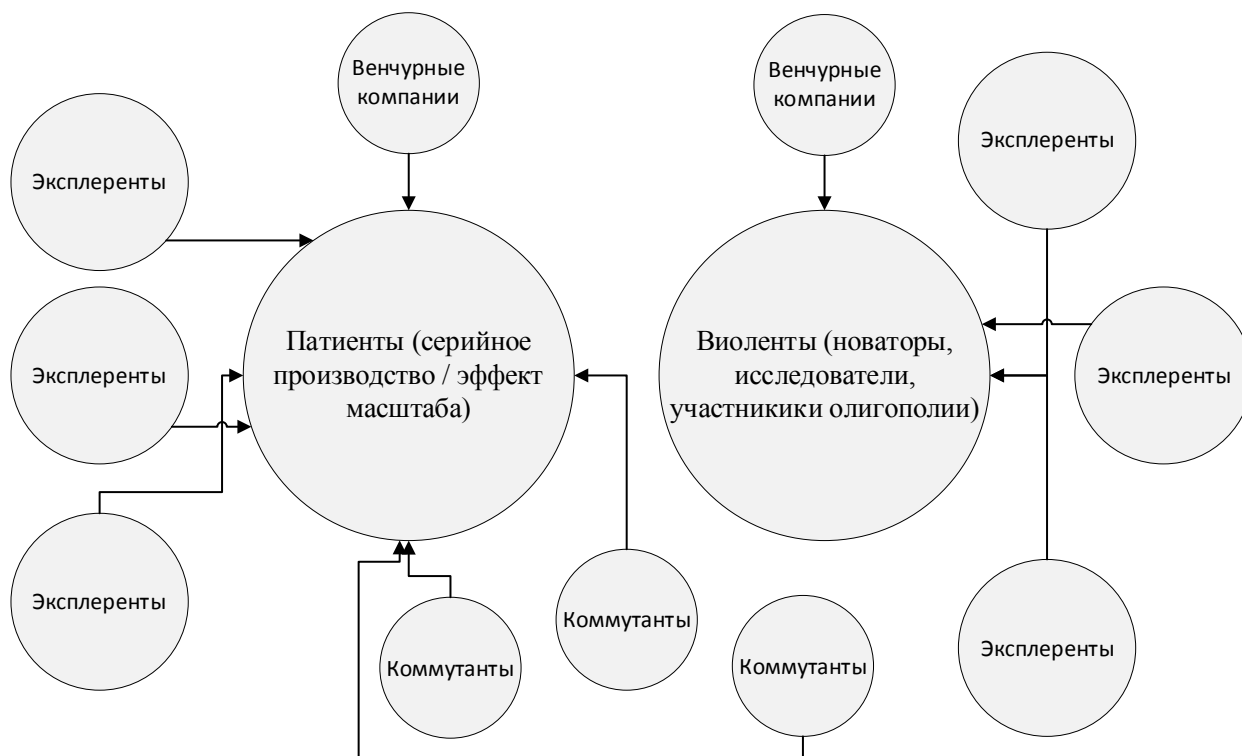 Венчурные
компании
Венчурные
компании
Эксплеренты
Эксплеренты
Патиенты (серийное
производство / эффект
масштаба)
Виоленты (новаторы,
исследователи,
участникики олигополии)
Эксплеренты
Эксплеренты
Эксплеренты
Коммутанты
Коммутанты
Коммутанты
Эксплеренты